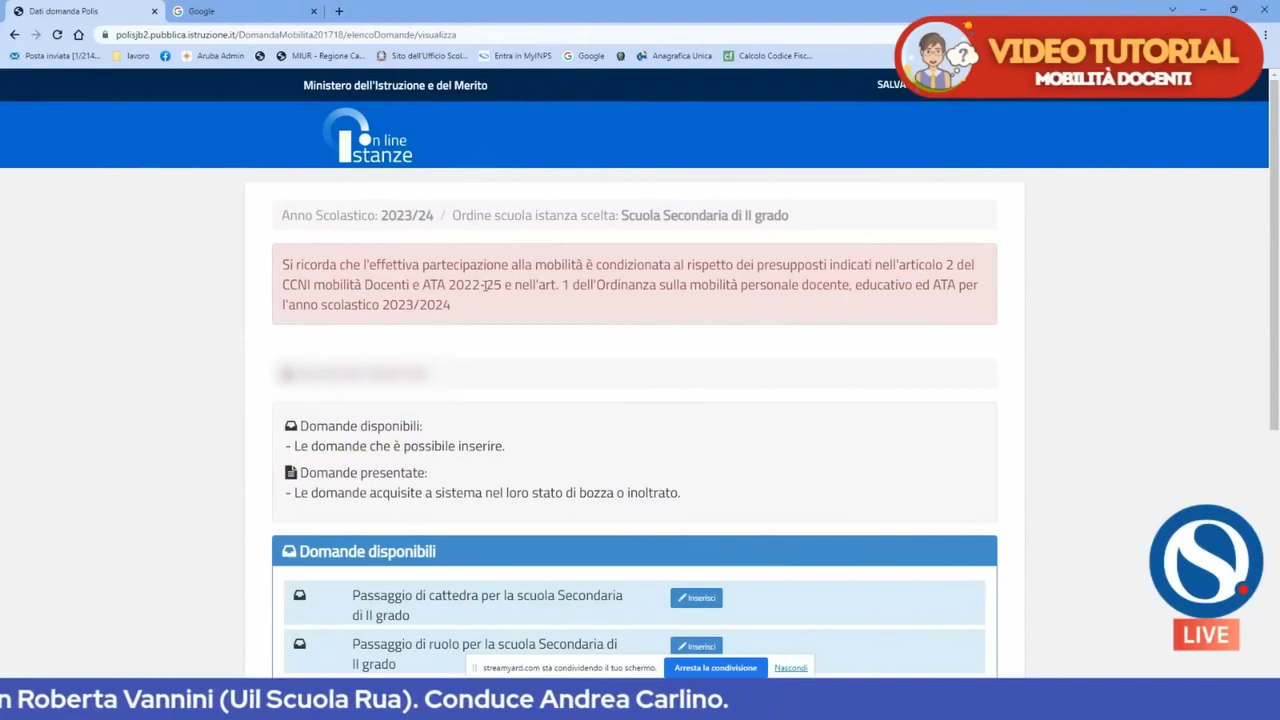 Dati domanda Polis
Google
polisjb2.pubblica.istruzione.it/DomandaMobilita201718/elencoDomande/visualizza
Posta inviata [1/214...
lavoro
Aruba Admin
MIUR - Regione Ca...
Sito dell'Ufficio Scol...
Entra in MyINPS
Google
Anagrafica Unica
Calcolo Codice Fisc...
VIDEO TUTORIAL
MOBILITÀ DOCENTI
Ministero dell'Istruzione e del Merito
SALVA
on line
Istanze
Anno Scolastico: 2023/24 / Ordine scuola istanza scelta: Scuola Secondaria di II grado
Si ricorda che l'effettiva partecipazione alla mobilità è condizionata al rispetto dei presupposti indicati nell'articolo 2 del
CCNI mobilità Docenti e ATA 2022-25 e nell'art. 1 dell'Ordinanza sulla mobilità personale docente, educativo ed ATA per
l'anno scolastico 2023/2024
Domande disponibili:
- Le domande che è possibile inserire.
Domande presentate:
- Le domande acquisite a sistema nel loro stato di bozza o inoltrato.
Domande disponibili
Passaggio di cattedra per la scuola Secondaria
di II grado
Inserisci
Passaggio di ruolo per la scuola Secondaria di
II grado
Inserisci
streamyard.com sta condividendo il tuo schermo.
Arresta la condivisione
Nascondi
S
LIVE
n Roberta Vannini (Uil Scuola Rua). Conduce Andrea Carlino.